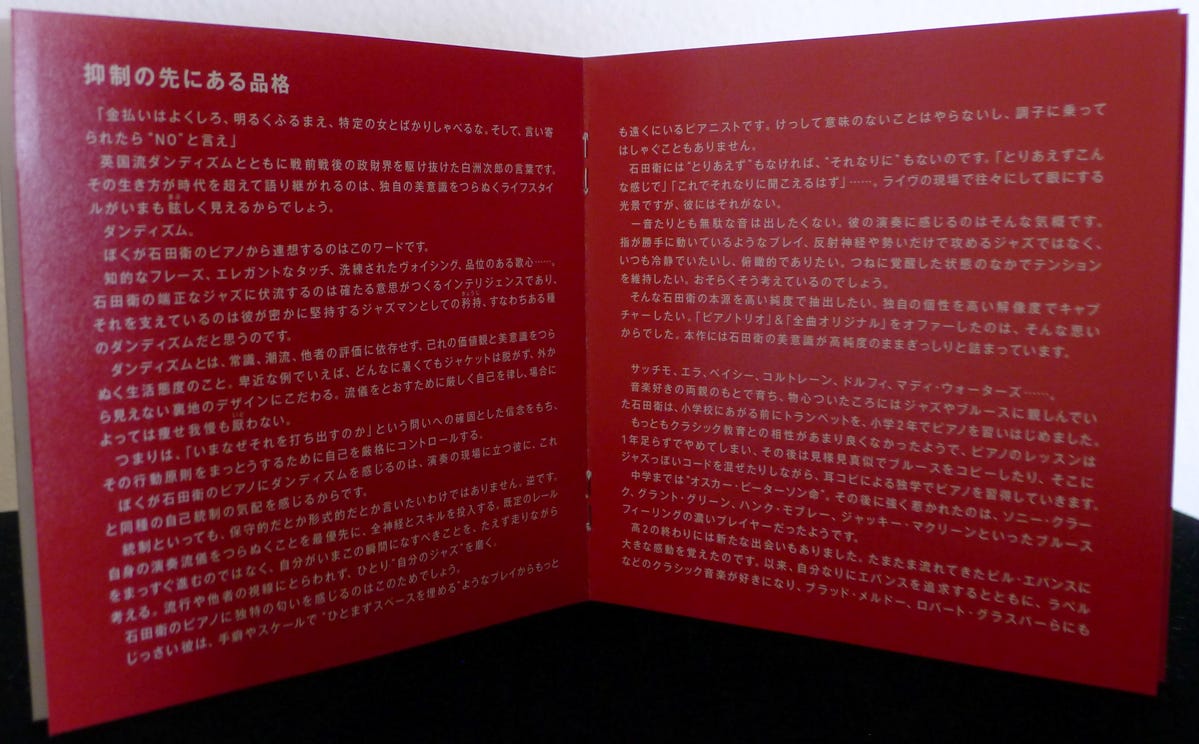 抑制の先にある品格
「金払いはよくしろ、明るくふるまえ、特定の女とばかりしゃべるな。そして、言い寄
られたら“NO”と言え」
英国流ダンディズムとともに戦前戦後の政財界を駆け抜けた白洲次郎の言葉です。
その生き方が時代を超えて語り継がれるのは、独自の美意識をつらぬくライフスタイ
ルがいまも眩しく見えるからでしょう。
ダンディズム。
ぼくが石田衛のピアノから連想するのはこのワードです。
知的なフレーズ、エレガントなタッチ、洗練されたヴォイシング、品位のある歌心……。
石田衛の端正なジャズに伏流するのは確たる意思がつくるインテリジェンスであり、
それを支えているのは彼が密かに堅持するジャズマンとしての矜持、すなわちある種
のダンディズムだと思うのです。
ダンディズムとは、常識、潮流、他者の評価に依存せず、己れの価値観と美意識をつら
ぬく生活態度のこと。卑近な例でいえば、どんなに暑くてもジャケットは脱がず、外か
ら見えない裏地のデザインにこだわる。流儀をとおすために厳しく自己を律し、場合に
よっては痩せ我慢も厭わない。
つまりは、「いまなぜそれを打ち出すのか」という問いへの確固とした信念をもち、
その行動原則をまっとうするために自己を厳格にコントロールする。
ぼくが石田衛のピアノにダンディズムを感じるのは、演奏の現場に立つ彼に、これ
と同種の自己統制の気配を感じるからです。
統制といっても、保守的だとか形式的だとか言いたいわけではありません。逆です。
自身の演奏流儀をつらぬくことを最優先に、全神経とスキルを投入する。既定のレール
をまっすぐ進むのではなく、自分がいまこの瞬間になすべきことを、たえず走りながら
考える。流行や他者の視線にとらわれず、ひとり“自分のジャズ”を磨く。
石田衛のピアノに独特の匂いを感じるのはこのためでしょう。
じっさい彼は、手癖やスケールで“ひとまずスペースを埋める”ようなプレイからもっと
も遠くにいるピアニストです。けっして意味のないことはやらないし、調子に乗って
はしゃぐこともありません。
石田衛には“とりあえず”もなければ、“それなりに”もないのです。「とりあえずこん
な感じで」「これでそれなりに聞こえるはず」……。ライヴの現場で往々にして眼にする
光景ですが、彼にはそれがない。
一音たりとも無駄な音は出したくない。彼の演奏に感じるのはそんな気概です。
指が勝手に動いているようなプレイ、反射神経や勢いだけで攻めるジャズではなく、
いつも冷静でいたいし、俯瞰的でありたい。つねに覚醒した状態のなかでテンション
を維持したい。おそらくそう考えているのでしょう。
そんな石田衛の本源を高い純度で抽出したい。独自の個性を高い解像度でキャプ
チャーしたい。「ピアノトリオ」&「全曲オリジナル」をオファーしたのは、そんな思い
からでした。本作には石田衛の美意識が高純度のままぎっしりと詰まっています。
サッチモ、エラ、ベイシー、コルトレーン、ドルフィ、マディ・ウォーターズ……。
音楽好きの両親のもとで育ち、物心ついたころにはジャズやブルースに親しんでい
た石田衛は、小学校にあがる前にトランペットを、小学2年でピアノを習いはじめました。
もっともクラシック教育との相性があまり良くなかったようで、ピアノのレッスンは
1年足らずでやめてしまい、その後は見様見真似でブルースをコピーしたり、そこに
ジャズっぽいコードを混ぜたりしながら、耳コピによる独学でピアノを習得していきます。
中学までは“オスカー・ピーターソン命”。その後に強く惹かれたのは、ソニー・クラー
ク、グラント・グリーン、ハンク・モブレー、ジャッキー・マクリーンといったブルース
フィーリングの濃いプレイヤーだったようです。
高2の終わりには新たな出会いもありました。たまたま流れてきたビル・エバンスに
大きな感動を覚えたのです。以来、自分なりにエバンスを追求するとともに、ラベル
などのクラシック音楽が好きになり、ブラッド・メルドー、ロバート・グラスパーらにも